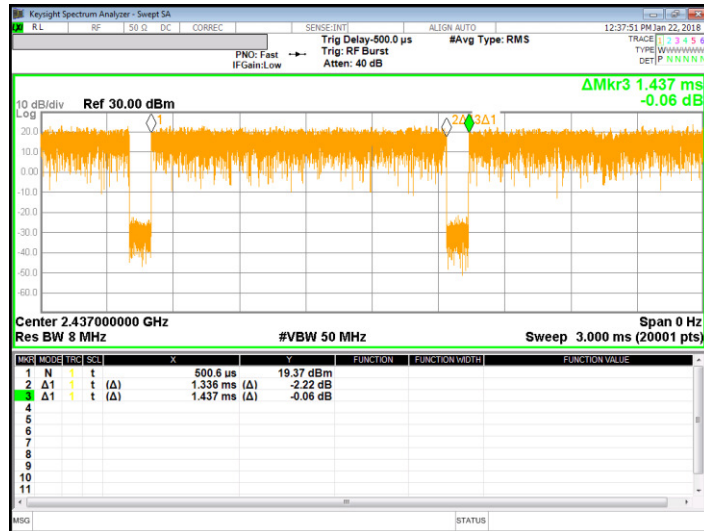 Keysight Spectrum Analyzer - Swept SA
RL RF 50 Ω DC CORREC SENSE:INT ALIGN AUTO 12:37:51 PM Jan 22, 2018
Trig Delay-500.0 µs #Avg Type: RMS TRACE 1 2 3 4 5 6
PNO: Fast Trig: RF Burst TYPE WWWWWW
IFGain:Low Atten: 40 dB DET P N N N N N
ΔMkr3 1.437 ms
-0.06 dB
10 dB/div Ref 30.00 dBm
Log
1 2Δ1 3Δ1
20.0
10.0
0.00
-10.0
-20.0
-30.0
-40.0
-50.0
-60.0
Center 2.437000000 GHz Span 0 Hz
Res BW 8 MHz #VBW 50 MHz Sweep 3.000 ms (20001 pts)
MKR MODE TRC SCL X Y FUNCTION FUNCTION WIDTH FUNCTION VALUE
1 N 1 t 500.6 µs 19.37 dBm
2 Δ1 1 t (Δ) 1.336 ms (Δ) -2.22 dB
3 Δ1 1 t (Δ) 1.437 ms (Δ) -0.06 dB
4
5
6
7
8
9
10
11
MSG STATUS